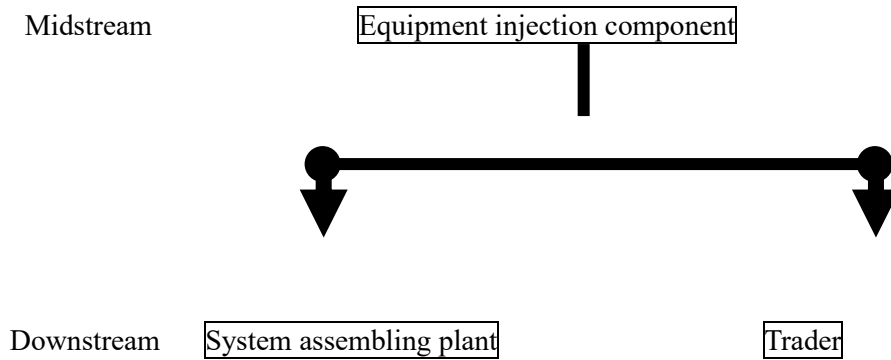 Midstream
Equipment injection component
Downstream
System assembling plant
Trader